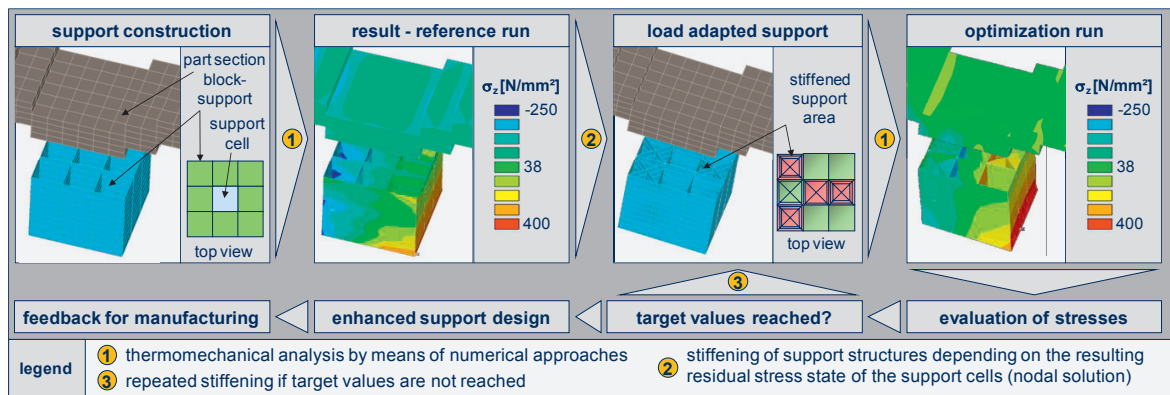 support construction
result - reference run
load adapted support
optimization run
part section
block-
support
support
cell
top view
1
σz [N/mm²]
-250
38
400
2
stiffened
support
area
top view
1
σz [N/mm²]
-250
38
400
3
feedback for manufacturing
enhanced support design
target values reached?
evaluation of stresses
legend
1 thermomechanical analysis by means of numerical approaches
3 repeated stiffening if target values are not reached
2 stiffening of support structures depending on the resulting
residual stress state of the support cells (nodal solution)